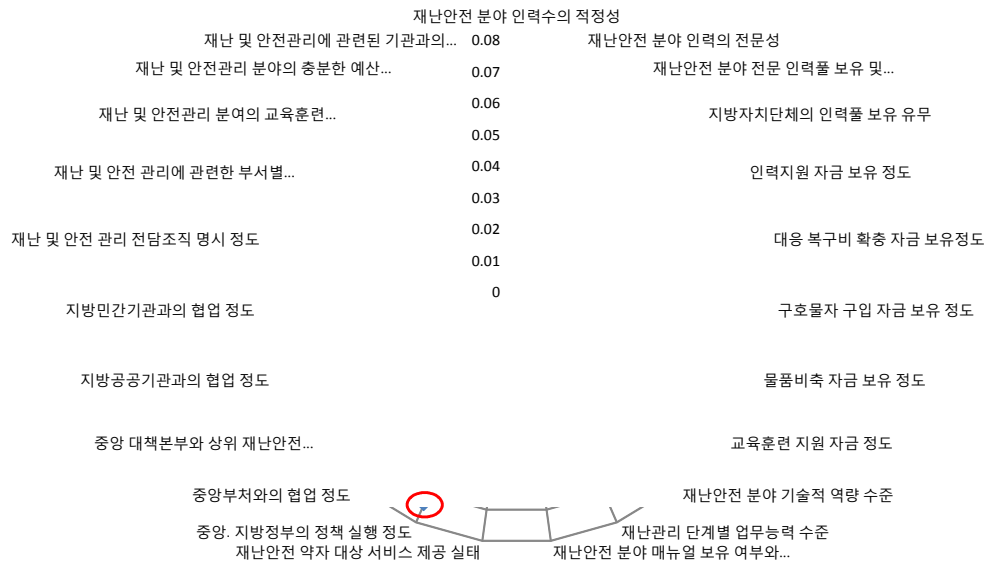 재난안전 분야 인력수의 적정성
재난 및 안전관리에 관련된 기관과의...
0.08
재난안전 분야 인력의 전문성
재난 및 안전관리 분야의 충분한 예산...
0.07
재난안전 분야 전문 인력풀 보유 및...
재난 및 안전관리 분여의 교육훈련...
0.06
지방자치단체의 인력풀 보유 유무
0.05
재난 및 안전 관리에 관련한 부서별...
0.04
인력지원 자금 보유 정도
0.03
재난 및 안전 관리 전담조직 명시 정도
0.02
대응 복구비 확충 자금 보유정도
0.01
0
지방민간기관과의 협업 정도
구호물자 구입 자금 보유 정도
지방공공기관과의 협업 정도
물품비축 자금 보유 정도
중앙 대책본부와 상위 재난안전...
교육훈련 지원 자금 정도
중앙부처와의 협업 정도
재난안전 분야 기술적 역량 수준
중앙. 지방정부의 정책 실행 정도
재난관리 단계별 업무능력 수준
재난안전 약자 대상 서비스 제공 실태
재난안전 분야 매뉴얼 보유 여부와...